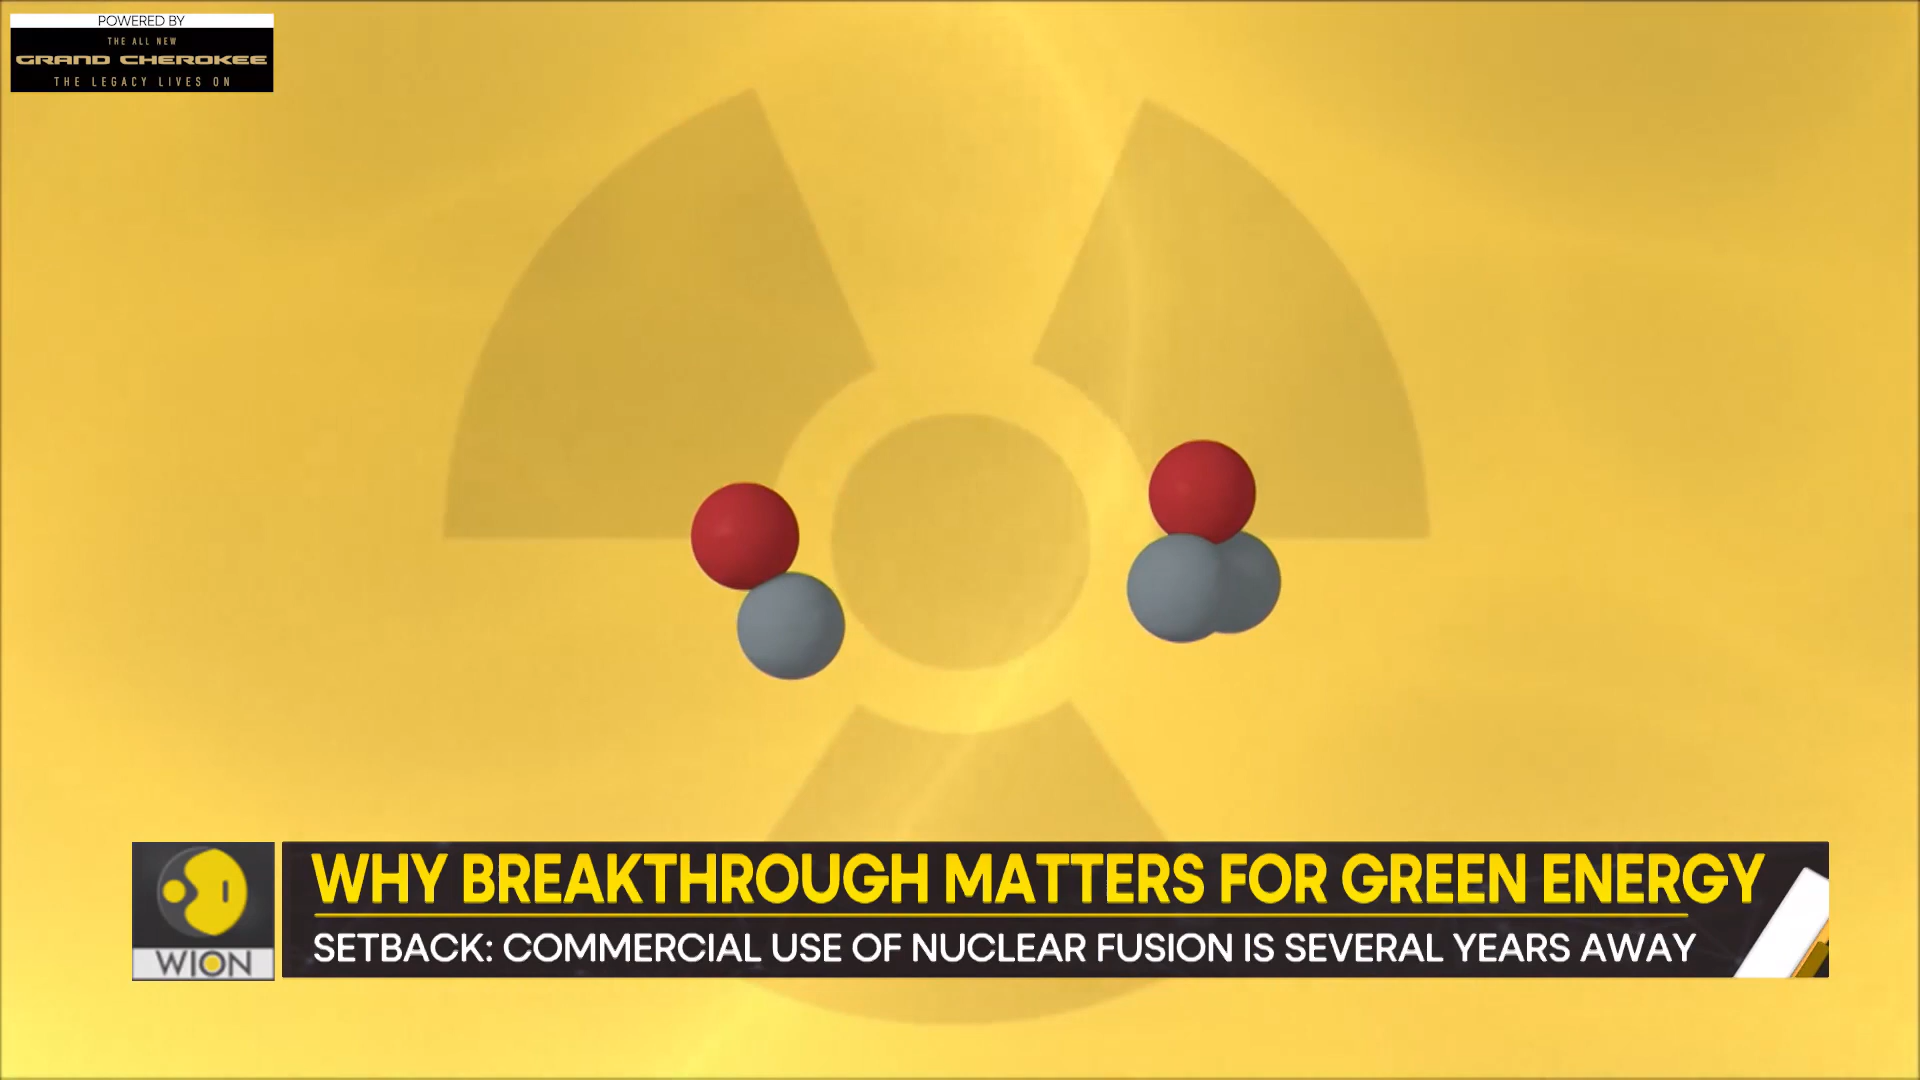 POWERED BY
THE ALL NEW
GRAND CHEROKEE
THE LEGACY LIVES ON
WHY BREAKTHROUGH MATTERS FOR GREEN ENERGY
SETBACK: COMMERCIAL USE OF NUCLEAR FUSION IS SEVERAL YEARS AWAY
WION